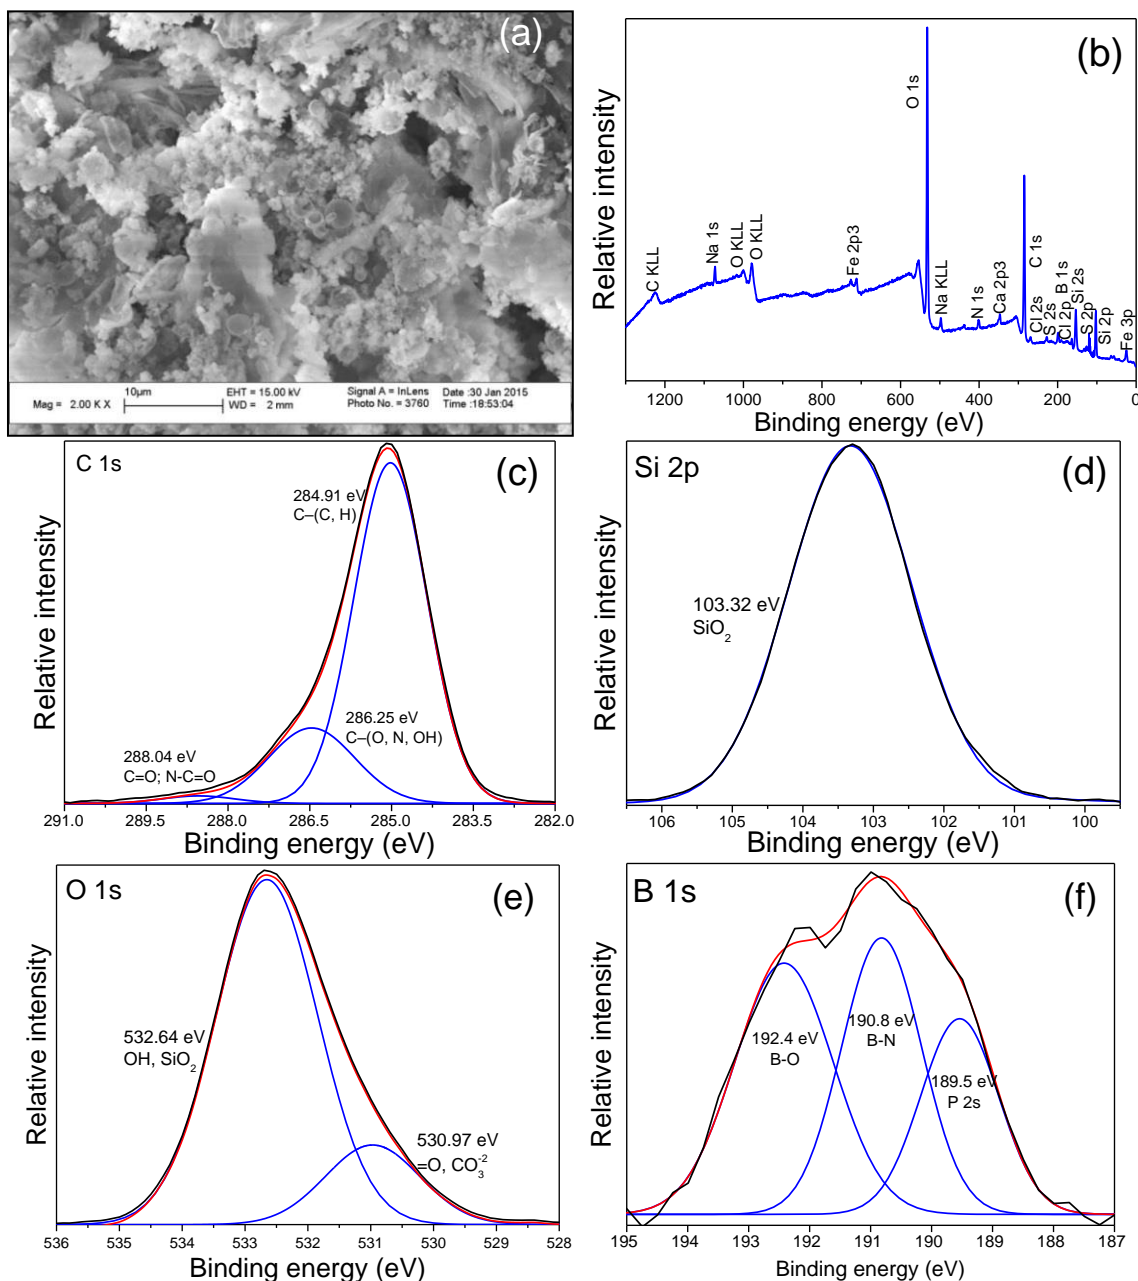 (a)
10µm
Mag = 2.00 K X
EHT = 15.00 kV
WD = 2 mm
Signal A = InLens
Photo No. = 3760
Date :30 Jan 2015
Time :18:53:04
(b)
Relative intensity
C KLL
Na 1s
O KLL
O KLL
Fe 2p3
O 1s
Na KLL
N 1s
Ca 2p3
C 1s
Cl 2s
S 2s
Cl 2p
B 1s
Si 2s
S 2p
Si 2p
Fe 3p
1200 1000 800 600 400 200 0
Binding energy (eV)
C 1s
(c)
Relative intensity
284.91 eV
C–(C, H)
286.25 eV
C–(O, N, OH)
288.04 eV
C=O; N-C=O
291.0 289.5 288.0 286.5 285.0 283.5 282.0
Binding energy (eV)
Si 2p
(d)
Relative intensity
103.32 eV
SiO2
106 105 104 103 102 101 100
Binding energy (eV)
O 1s
(e)
Relative intensity
532.64 eV
OH, SiO2
530.97 eV
=O, CO3-2
536 535 534 533 532 531 530 529 528
Binding energy (eV)
B 1s
(f)
Relative intensity
192.4 eV
B-O
190.8 eV
B-N
189.5 eV
P 2s
195 194 193 192 191 190 189 188 187
Binding energy (eV)